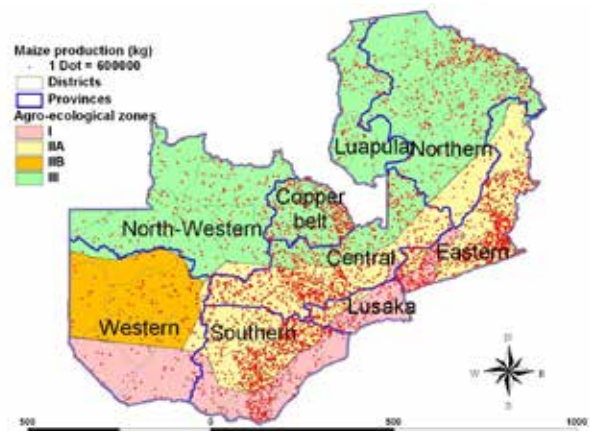 Maize production (kg)
1 Dot = 600000
Districts
Provinces
Agro-ecological zones
I
IIA
IIB
III
Luapula
Northern
Copper
belt
North-Western
Central
Eastern
Lusaka
Western
Southern
W
500
0
500
1000